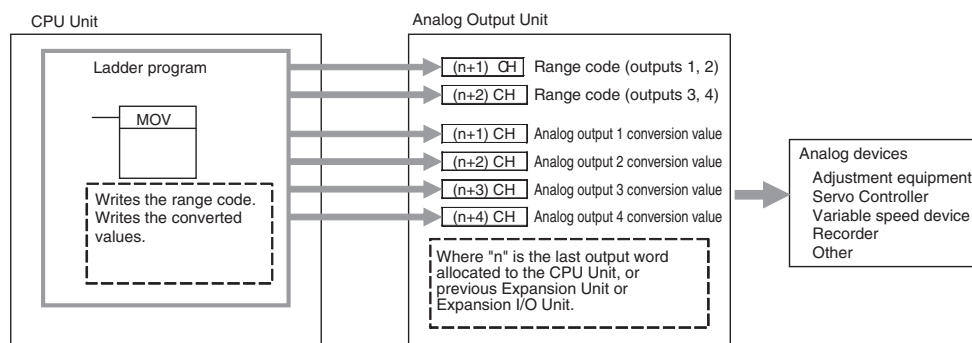 CPU Unit
Analog Output Unit
Ladder program
MOV
Writes the range code.
Writes the converted
values.
(n+1) CH
Range code (outputs 1, 2)
(n+2) CH
Range code (outputs 3, 4)
(n+1) CH
Analog output 1 conversion value
(n+2) CH
Analog output 2 conversion value
(n+3) CH
Analog output 3 conversion value
(n+4) CH
Analog output 4 conversion value
Where "n" is the last output word
allocated to the CPU Unit, or
previous Expansion Unit or
Expansion I/O Unit.
Analog devices
Adjustment equipment
Servo Controller
Variable speed device
Recorder
Other